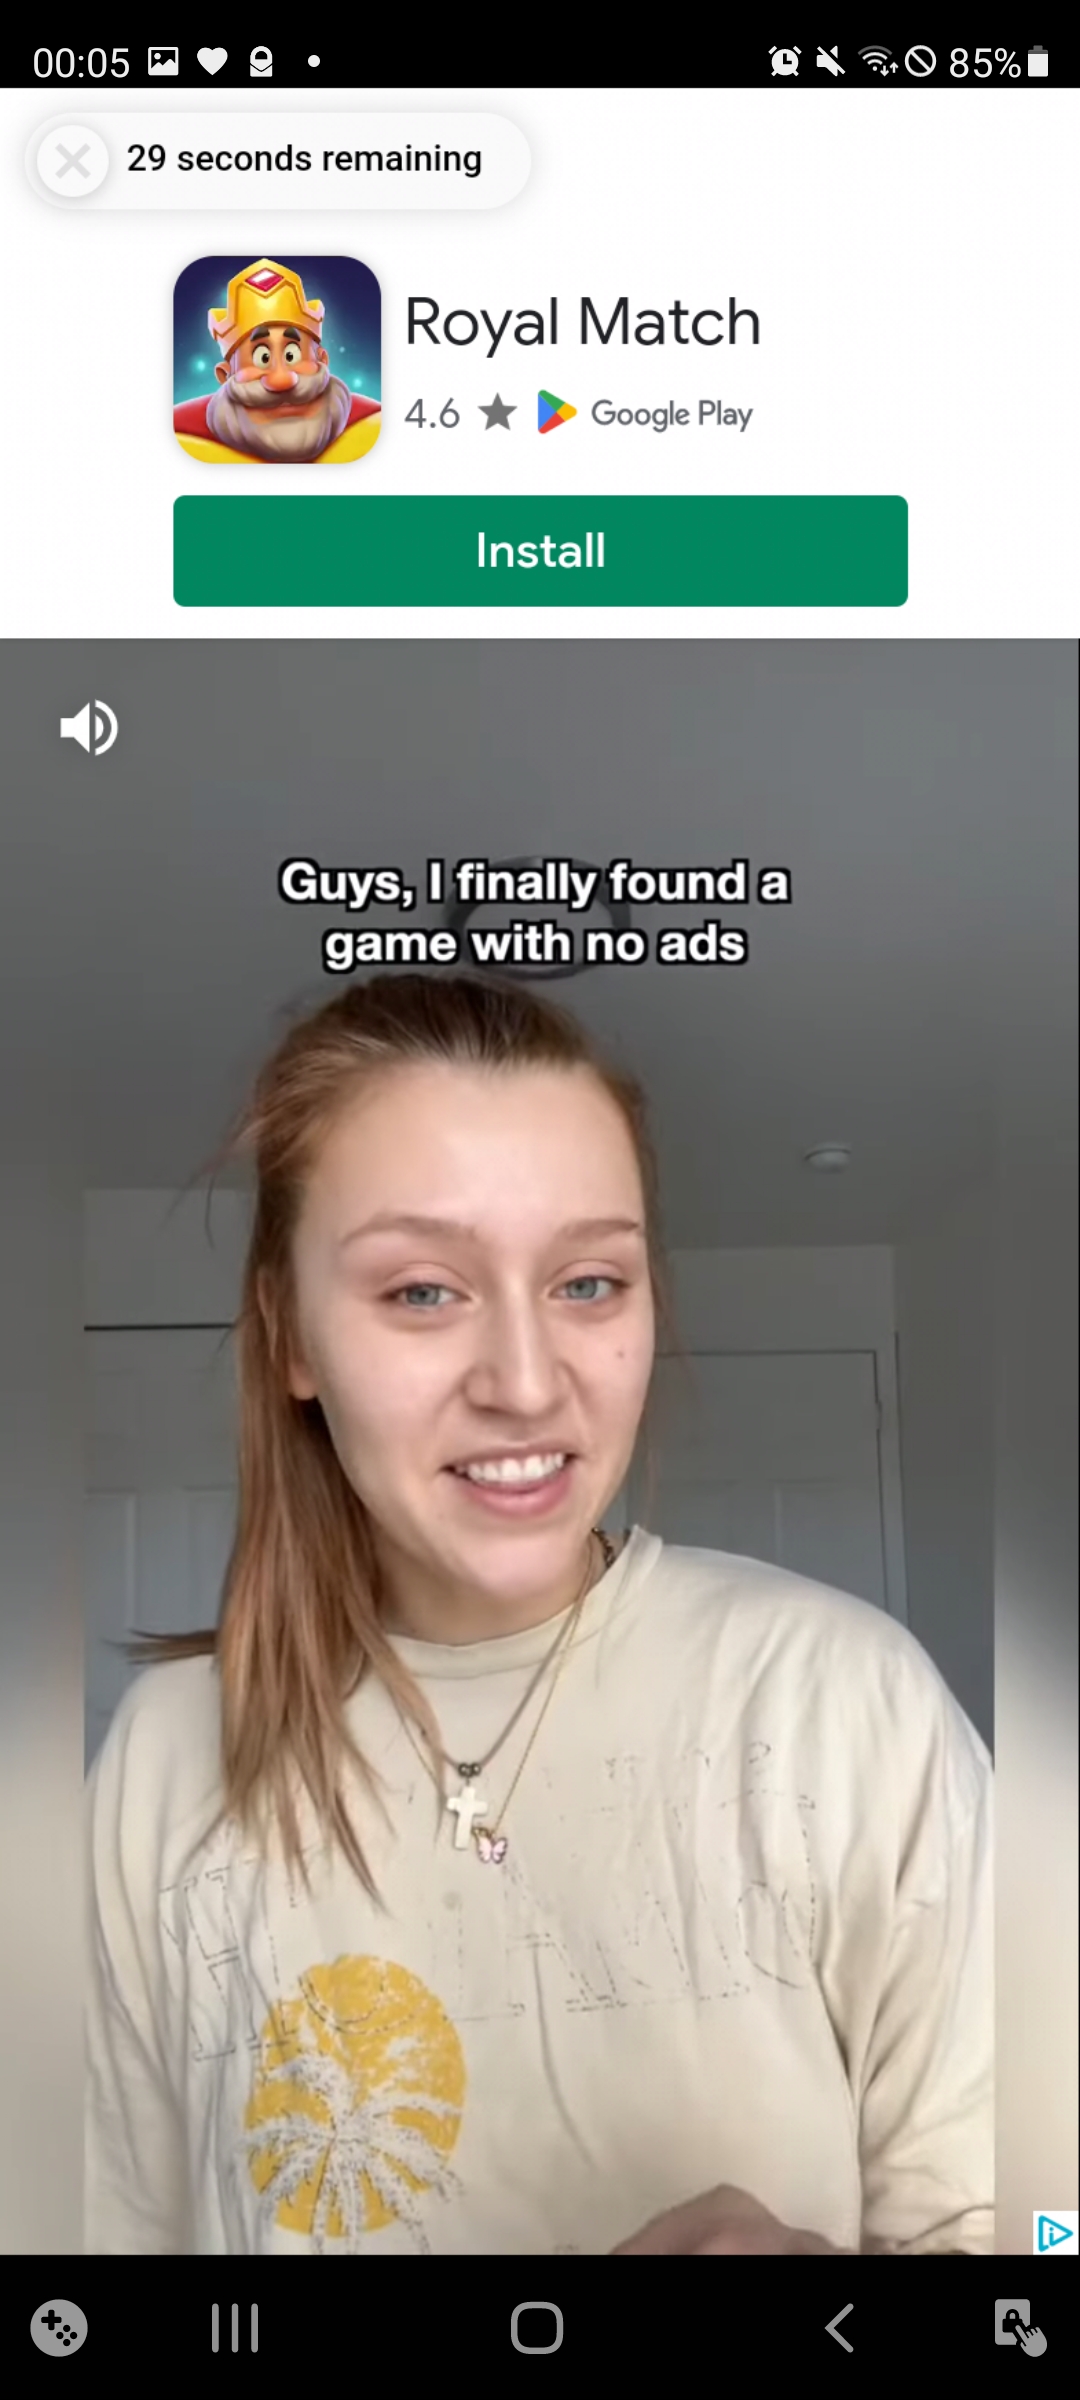 00:05
85%
29 seconds remaining
Royal Match
4.6 ★ Google Play
Install
Guys, I finally found a
game with no ads